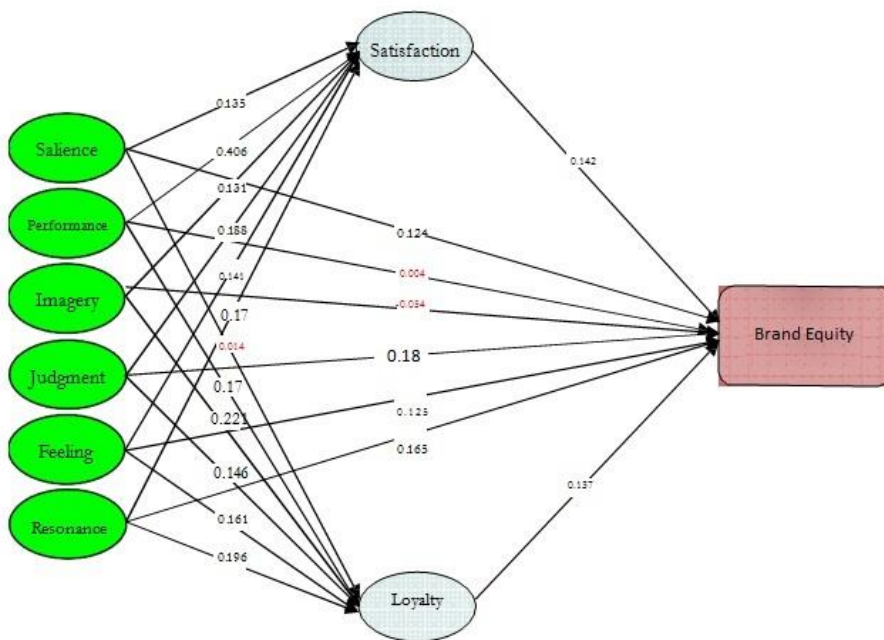 Satisfaction
0.135
Salience
0.406
0.142
0.131
Performance
0.188
0.124
0.141
0.004
Imagery
-0.034
0.17
Brand Equity
0.014
0.18
Judgment
0.17
0.221
0.125
Feeling
0.165
0.146
0.137
0.161
Resonance
0.196
Loyalty